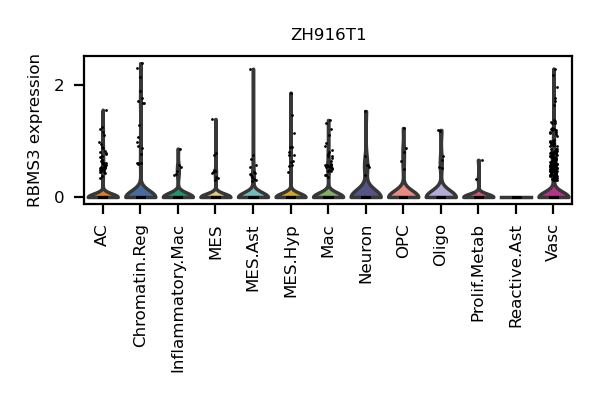 ZH916T1
RBMS3 expression
2
0
AC
Chromatin.Reg
Inflammatory.Mac
MES
MES.Ast
MES.Hyp
Mac
Neuron
OPC
Oligo
Prolif.Metab
Reactive.Ast
Vasc